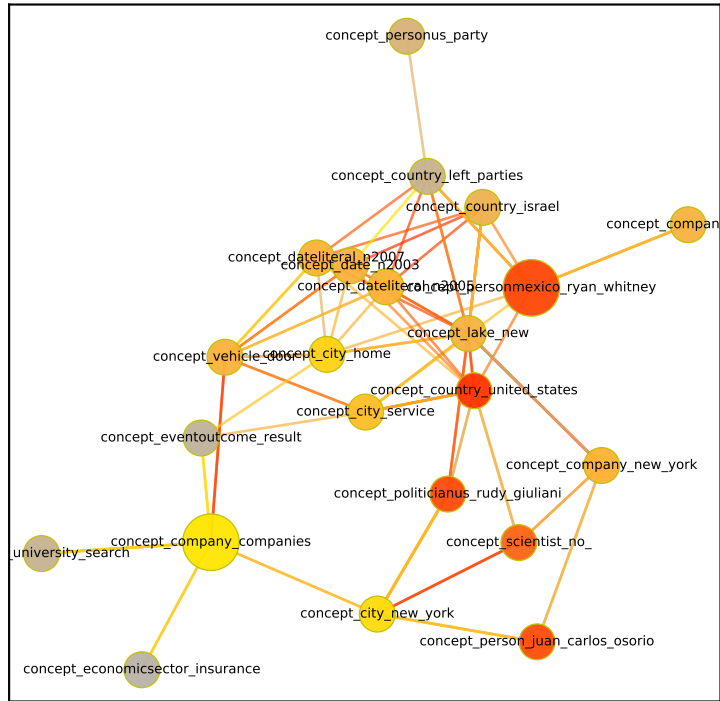 concept_personus_party
concept_country_left_parties
concept_country_israel
concept_compan
concept_dateliteral_n2007
concept_date_n2003
concept_dateliteral_n2005
concept_personmexico_ryan_whitney
concept_lake_new
concept_vehicle_door
concept_city_home
concept_country_united_states
concept_city_service
concept_eventoutcome_result
concept_company_new_york
concept_politicianus_rudy_giuliani
concept_company_companies
concept_scientist_no_
_university_search
concept_city_new_york
concept_person_juan_carlos_osorio
concept_economicsector_insurance